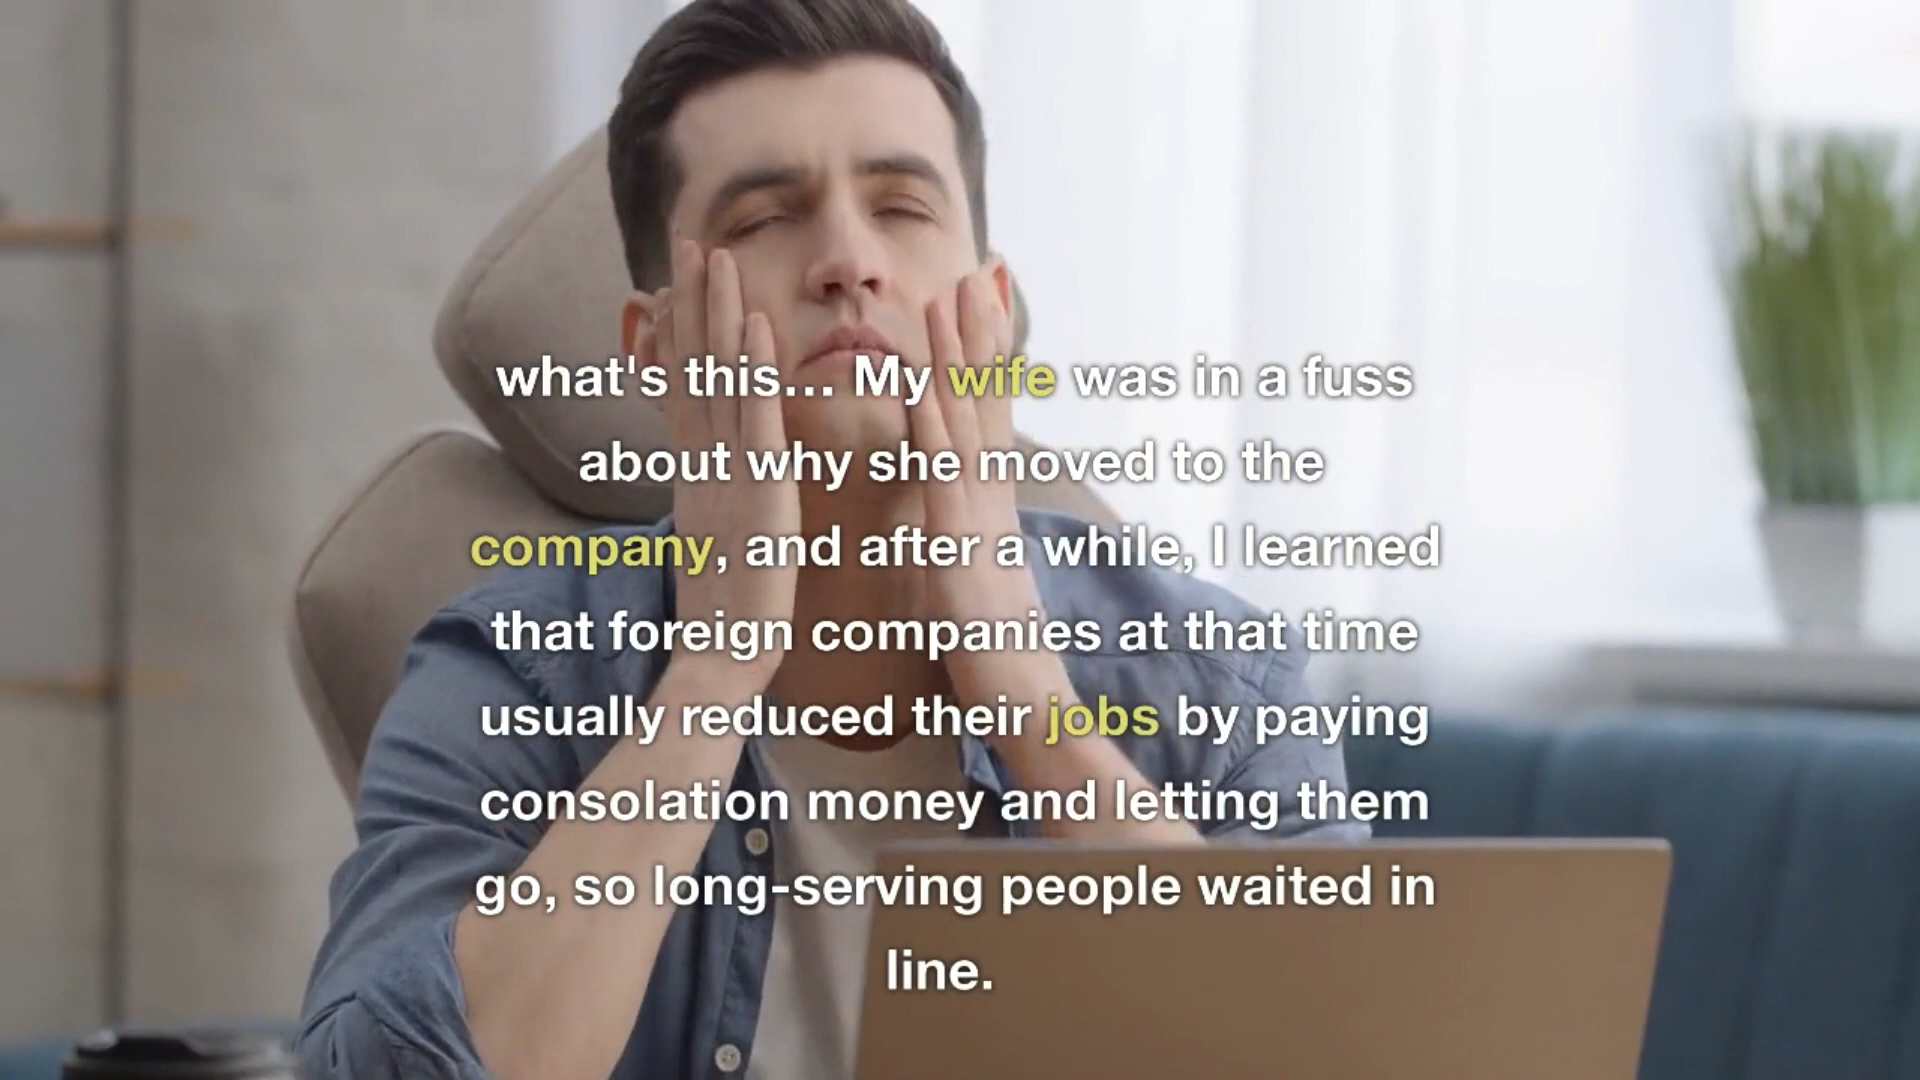 what's this... My wife was in a fuss
about why she moved to the
company, and after a while, I learned
that foreign companies at that time
usually reduced their jobs by paying
consolation money and letting them
go, so long-serving people waited in
line.